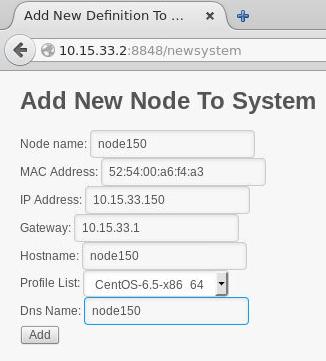 Add New Definition To ...
10.15.33.2:8848/newsystem
Add New Node To System
Node name: node150
MAC Address: 52:54:00:a6:f4:a3
IP Address: 10.15.33.150
Gateway: 10.15.33.1
Hostname: node150
Profile List: CentOS-6.5-x86_64
Dns Name: node150
Add